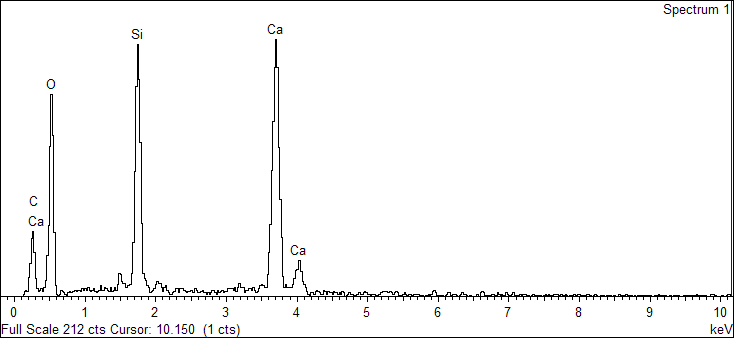 Spectrum 1
Si
Ca
O
C
Ca
Ca
0 1 2 3 4 5 6 7 8 9 10
Full Scale 212 cts Cursor: 10.150 (1 cts) keV